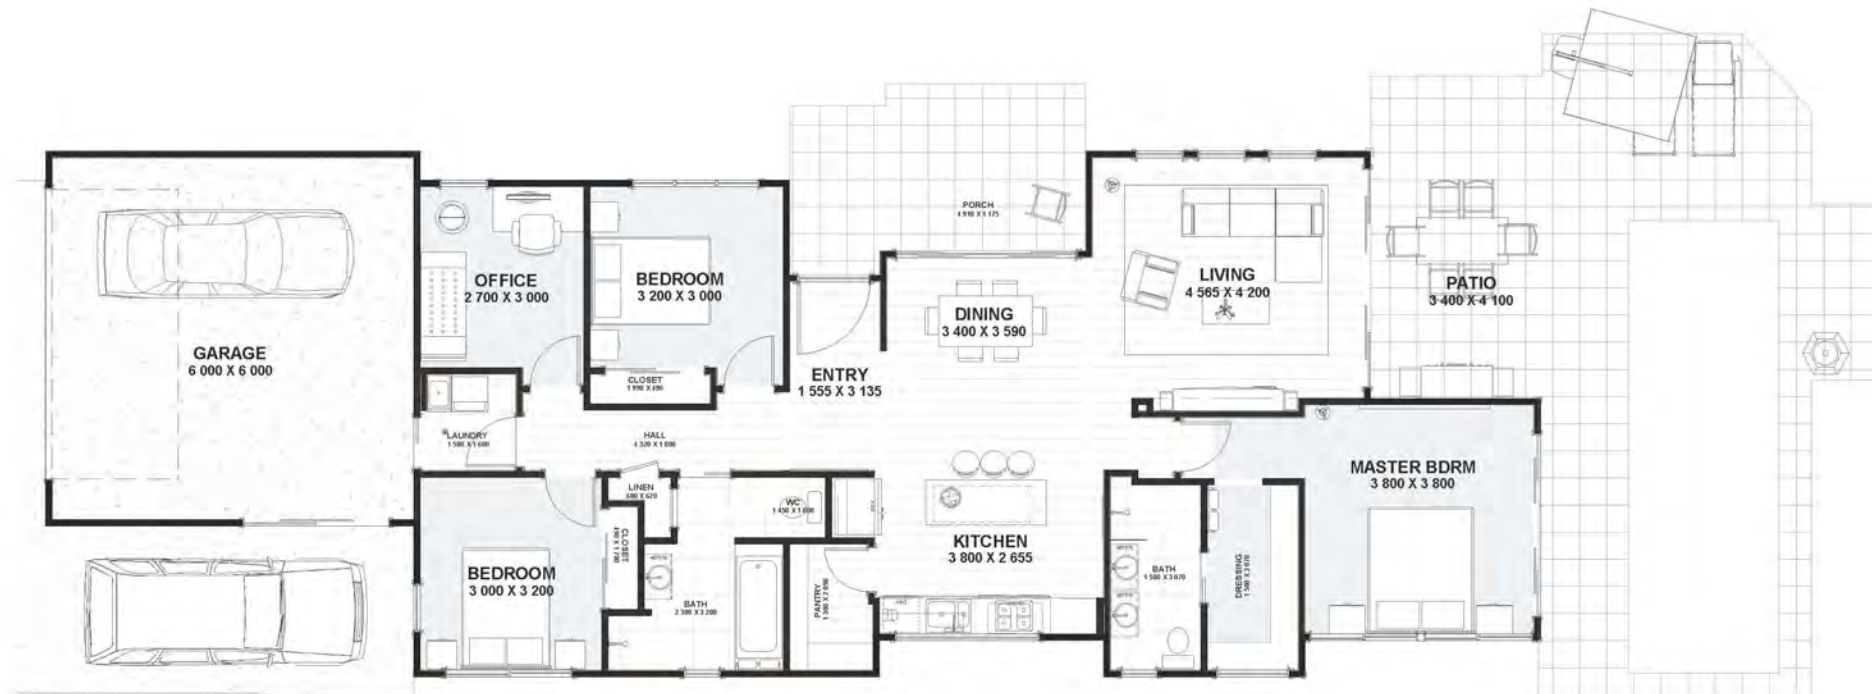 PORCH
OFFICE
2 700 X 3 000
BEDROOM
3 200 X 3 000
LIVING
4 565 X 4 200
PATIO
3 400 X 4 100
DINING
3 400 X 3 590
GARAGE
6 000 X 6 000
ENTRY
1 555 X 3 135
CLOSET
LAUNDRY
HALL
MASTER BDRM
3 800 X 3 800
LINEN
WC
KITCHEN
3 800 X 2 655
CLOSET
BEDROOM
3 000 X 3 200
BATH
2 300 X 3 200
PANTRY
BATH
DRESSING